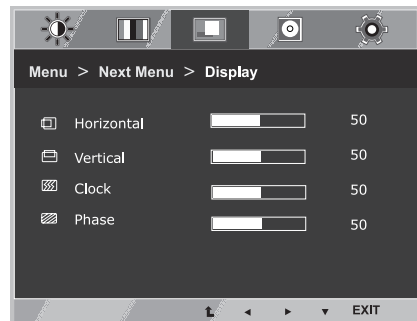 Menu > Next Menu > Display
Horizontal 50
Vertical 50
Clock 50
Phase 50
EXIT